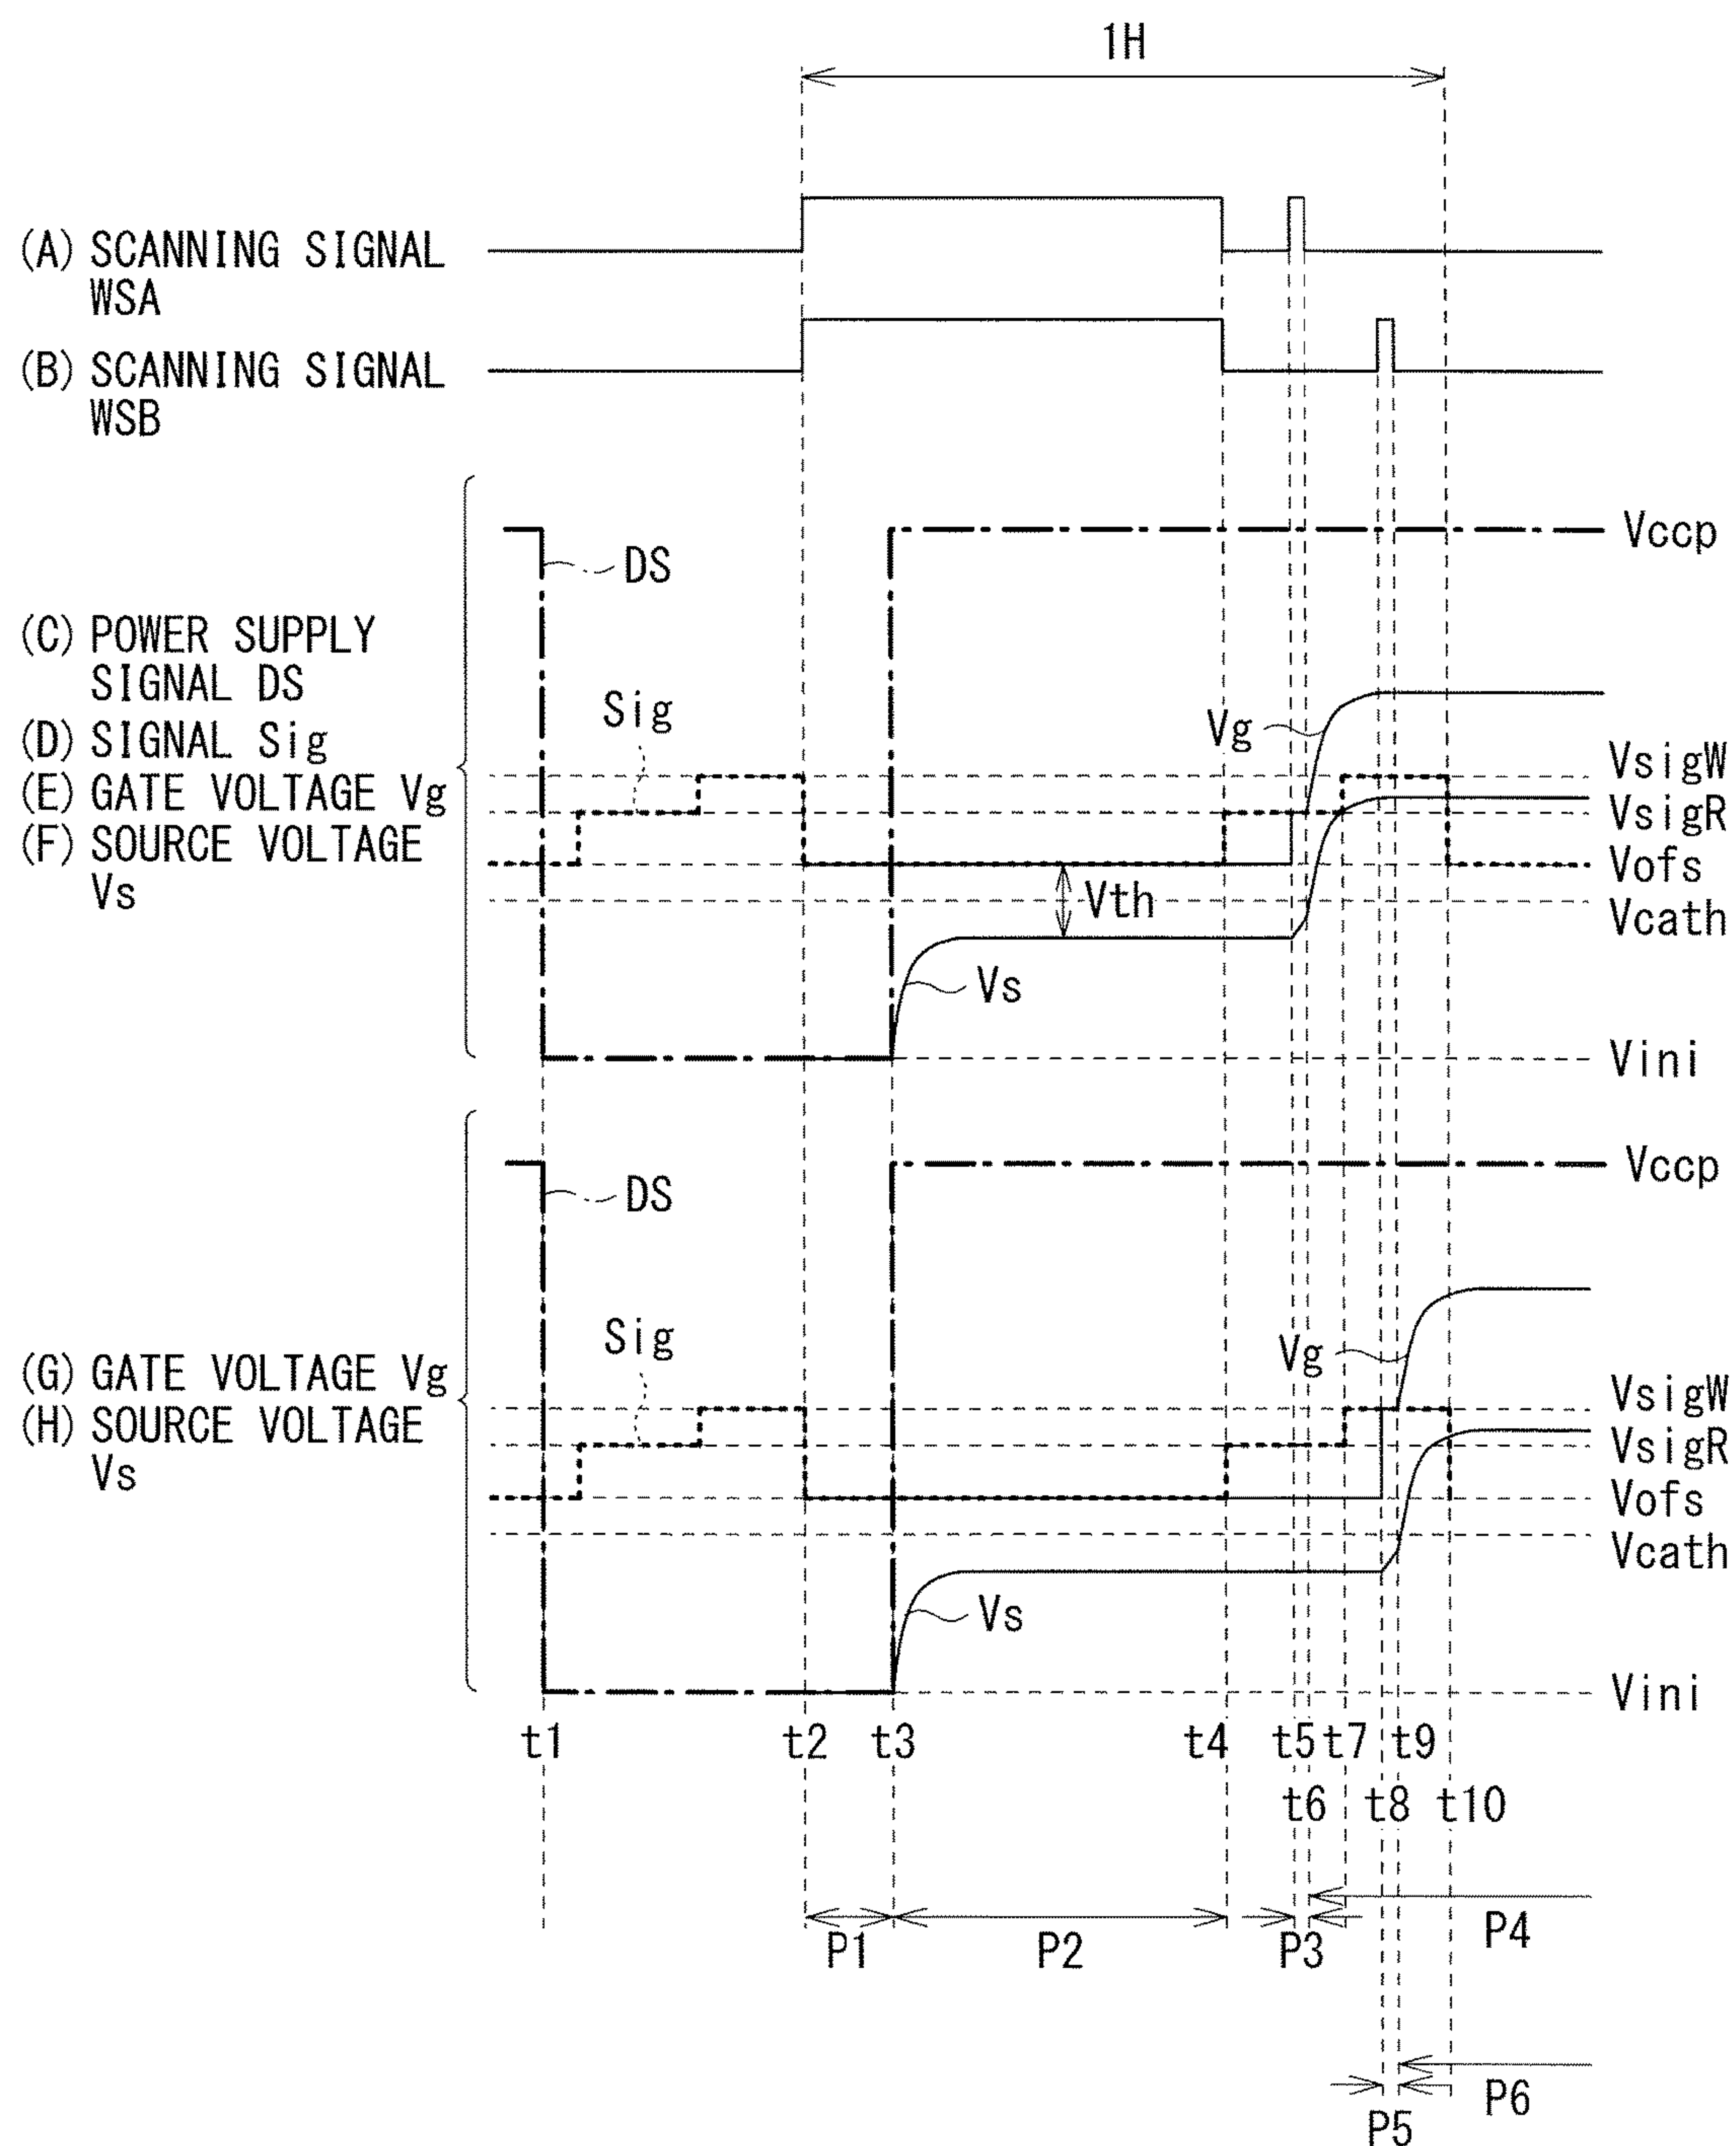 1H
(A) SCANNING SIGNAL
WSA
(B) SCANNING SIGNAL
WSB
Vccp
DS
(C) POWER SUPPLY
SIGNAL DS
(D) SIGNAL Sig
(E) GATE VOLTAGE Vg
(F) SOURCE VOLTAGE
Vs
Sig
Vg
VsigW
VsigR
Vofs
Vth
Vcath
Vs
Vini
Vccp
DS
Sig
Vg
(G) GATE VOLTAGE Vg
(H) SOURCE VOLTAGE
Vs
VsigW
VsigR
Vofs
Vcath
Vs
Vini
t1 t2 t3 t4 t5 t7 t9
t6 t8 t10
P1 P2 P3 P4
P5 P6